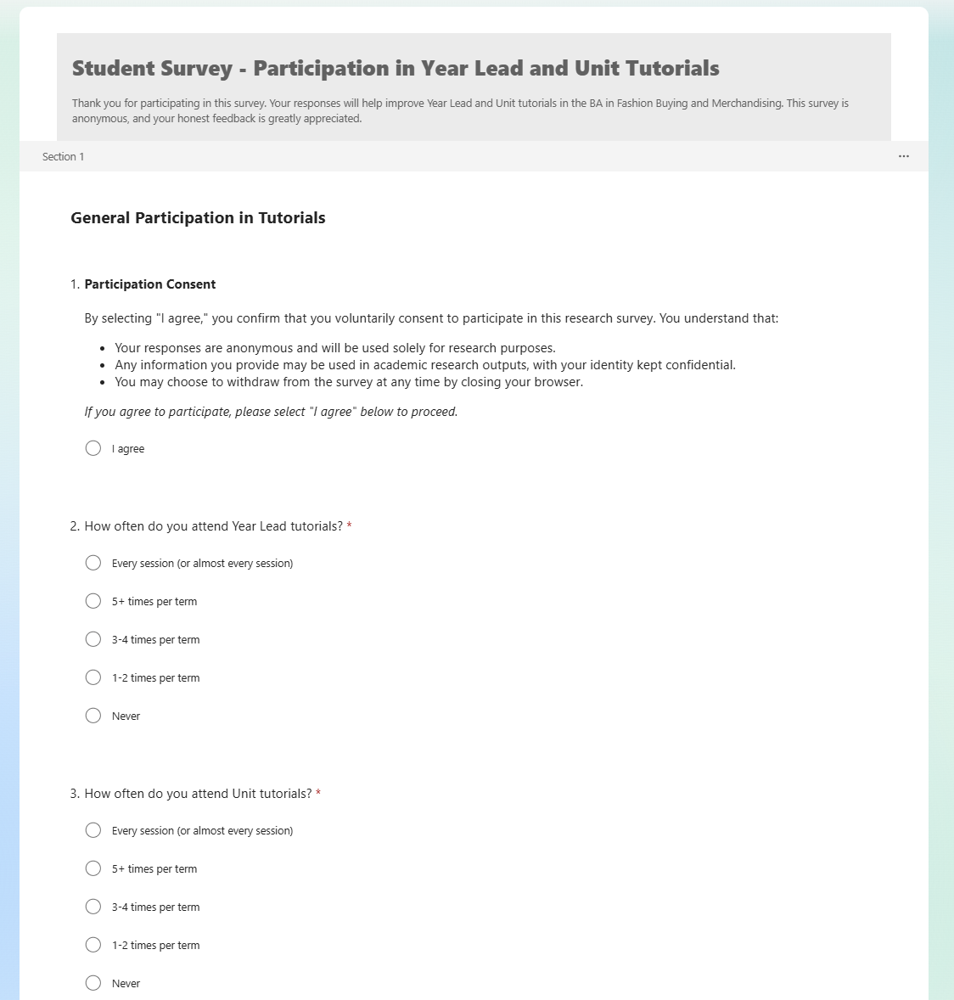 Student Survey - Participation in Year Lead and Unit Tutorials
Thank you for participating in this survey. Your responses will help improve Year Lead and Unit tutorials in the BA in Fashion Buying and Merchandising. This survey is
anonymous, and your honest feedback is greatly appreciated.
Section 1
...
General Participation in Tutorials
1. Participation Consent
By selecting "I agree," you confirm that you voluntarily consent to participate in this research survey. You understand that:
• Your responses are anonymous and will be used solely for research purposes.
• Any information you provide may be used in academic research outputs, with your identity kept confidential.
• You may choose to withdraw from the survey at any time by closing your browser.
If you agree to participate, please select "I agree" below to proceed.
I agree
2. How often do you attend Year Lead tutorials? *
Every session (or almost every session)
5+ times per term
3-4 times per term
1-2 times per term
Never
3. How often do you attend Unit tutorials? *
Every session (or almost every session)
5+ times per term
3-4 times per term
1-2 times per term
Never